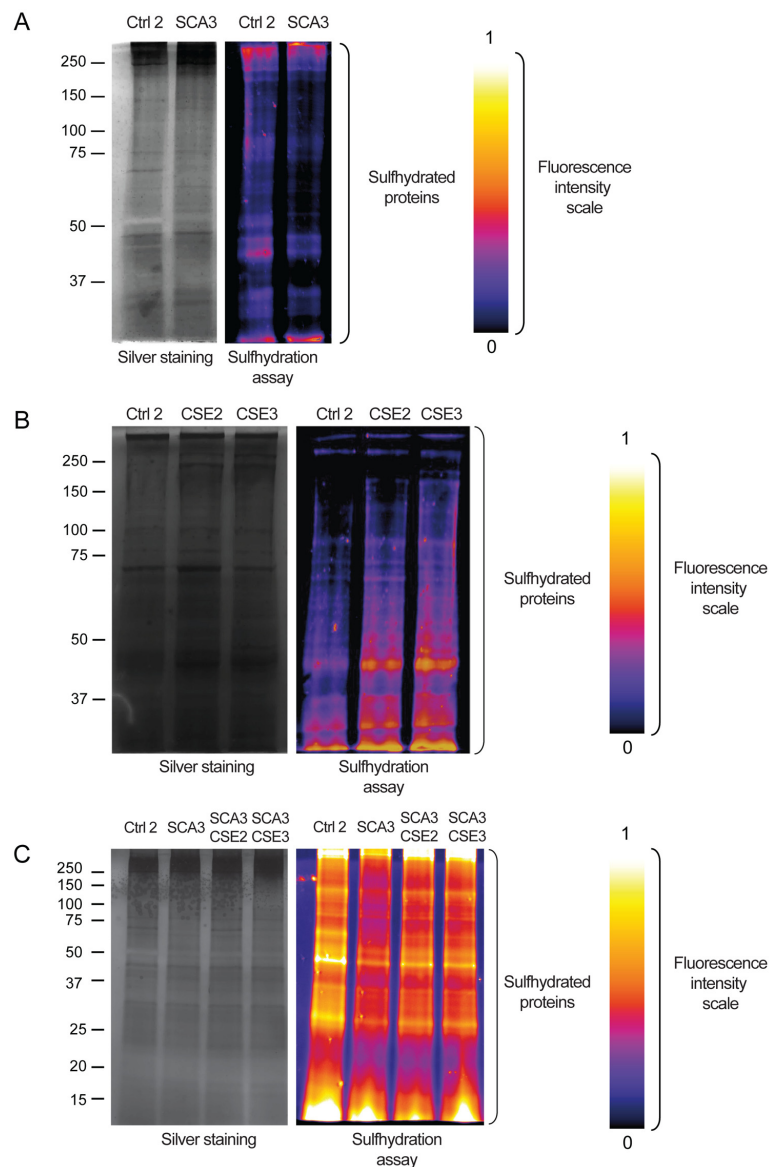 A
Ctrl 2 SCA3 Ctrl 2 SCA3
250
150
100
75
50
37
Silver staining
Sulfhydration
assay
Sulfhydrated
proteins
1
0
Fluorescence
intensity
scale
B
Ctrl 2 CSE2 CSE3 Ctrl 2 CSE2 CSE3
250
150
100
75
50
37
Silver staining
Sulfhydration
assay
Sulfhydrated
proteins
1
0
Fluorescence
intensity
scale
C
Ctrl 2 SCA3 SCA3 SCA3 Ctrl 2 SCA3 SCA3 SCA3
CSE2 CSE3 CSE2 CSE3
250
150
100
75
50
37
25
20
15
Silver staining
Sulfhydration
assay
Sulfhydrated
proteins
1
0
Fluorescence
intensity
scale